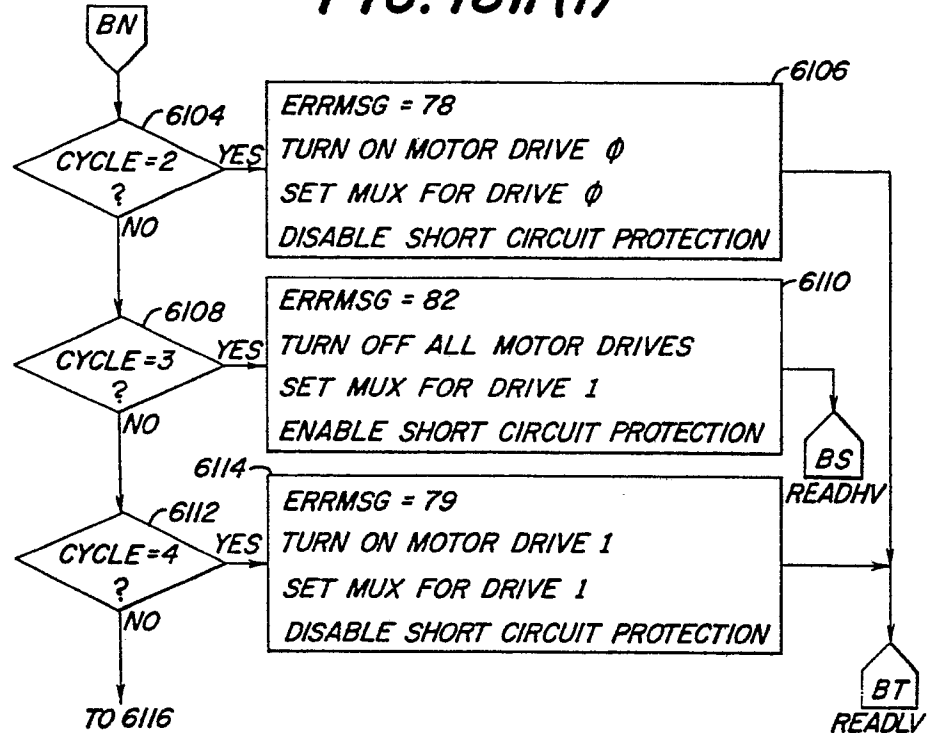 BN
6104
CYCLE=2
?
YES
NO
6106
ERRMSG = 78
TURN ON MOTOR DRIVE φ
SET MUX FOR DRIVE φ
DISABLE SHORT CIRCUIT PROTECTION
6108
CYCLE=3
?
YES
NO
6110
ERRMSG = 82
TURN OFF ALL MOTOR DRIVES
SET MUX FOR DRIVE 1
ENABLE SHORT CIRCUIT PROTECTION
BS
READHV
6112
CYCLE=4
?
YES
NO
6114
ERRMSG = 79
TURN ON MOTOR DRIVE 1
SET MUX FOR DRIVE 1
DISABLE SHORT CIRCUIT PROTECTION
BT
READLV
TO 6116